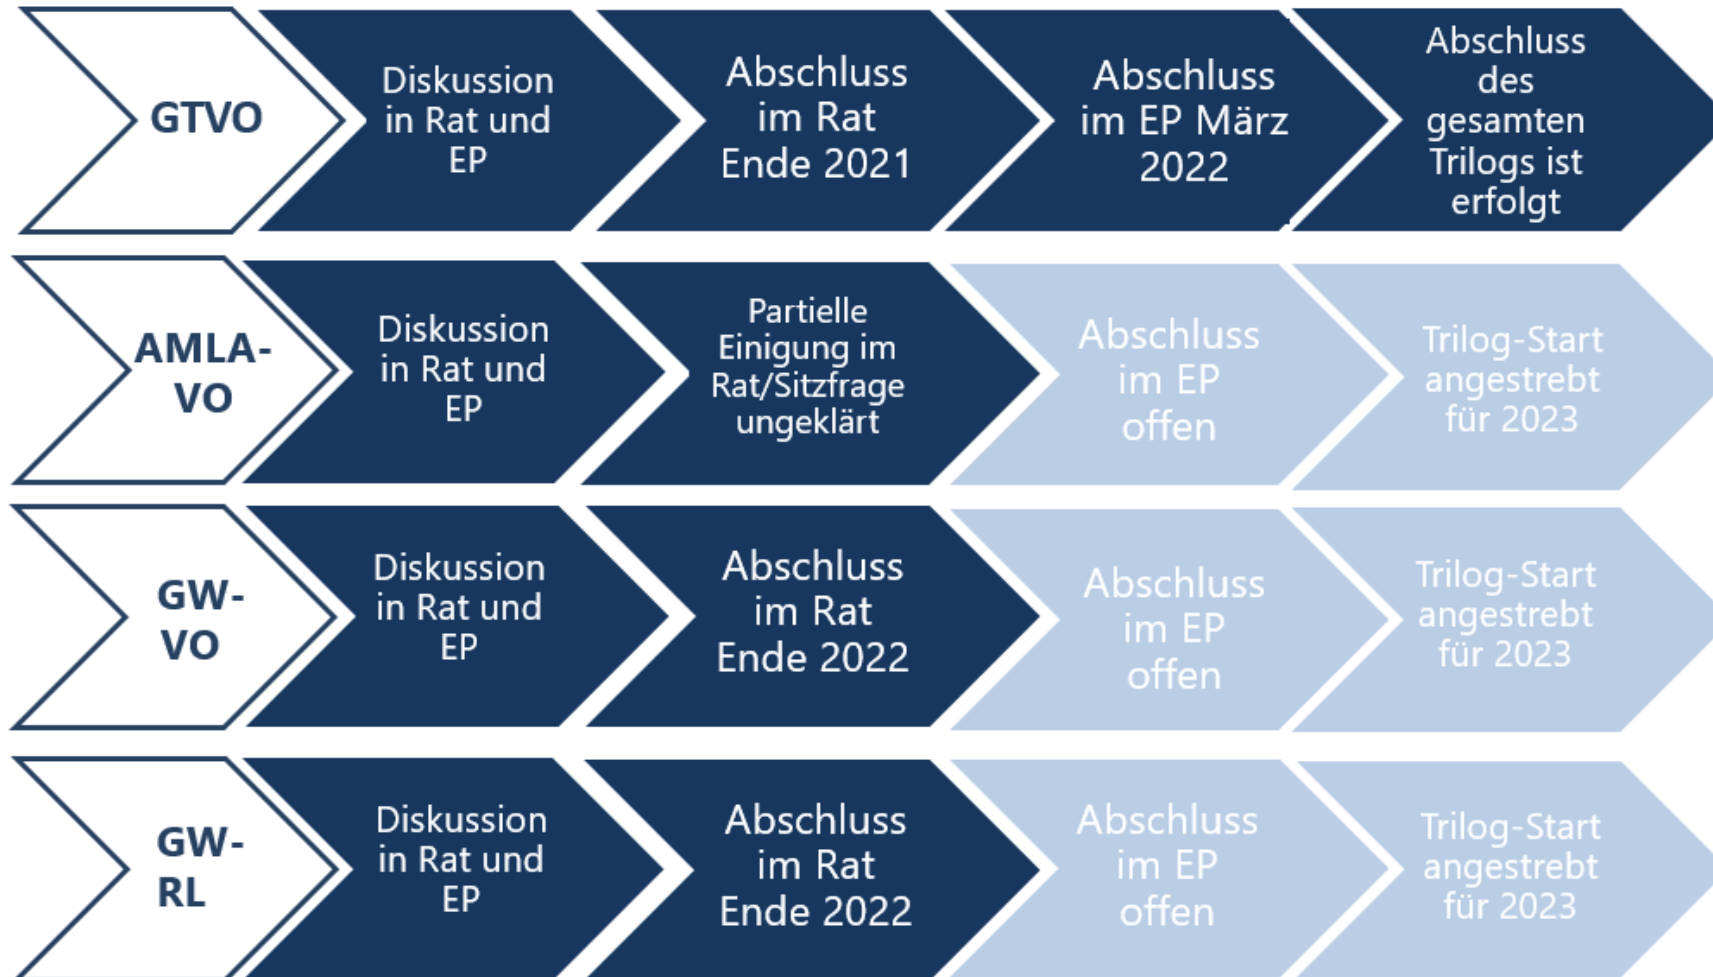 GTVO
Diskussion
in Rat und
EP
Abschluss
im Rat
Ende 2021
Abschluss
im EP März
2022
Abschluss
des
gesamten
Trilogs ist
erfolgt
AMLA-
VO
Diskussion
in Rat und
EP
Partielle
Einigung im
Rat/Sitzfrage
ungeklärt
Abschluss
im EP
offen
Trilog-Start
angestrebt
für 2023
GW-
VO
Diskussion
in Rat und
EP
Abschluss
im Rat
Ende 2022
Abschluss
im EP
offen
Trilog-Start
angestrebt
für 2023
GW-
RL
Diskussion
in Rat und
EP
Abschluss
im Rat
Ende 2022
Abschluss
im EP
offen
Trilog-Start
angestrebt
für 2023